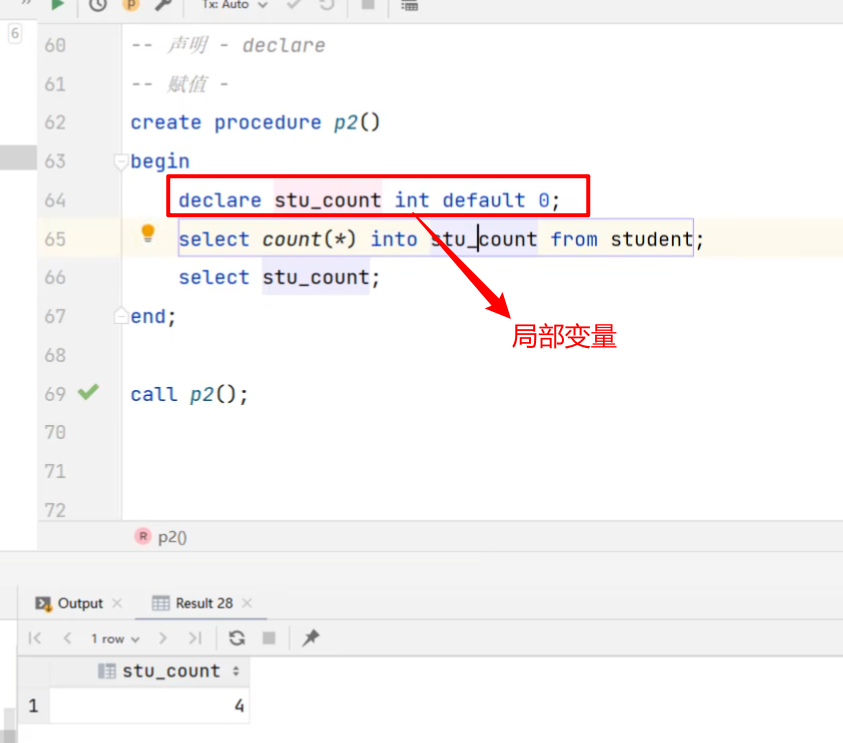 Tx: Auto
6
60 -- 声明 - declare
61 -- 赋值 -
62 create procedure p2()
63 begin
64 declare stu_count int default 0;
65 select count(*) into stu_count from student;
66 select stu_count;
67 end;
局部变量
68
69 call p2();
70
71
72
R p2()
Output Result 28
1 row
stu_count
1 4